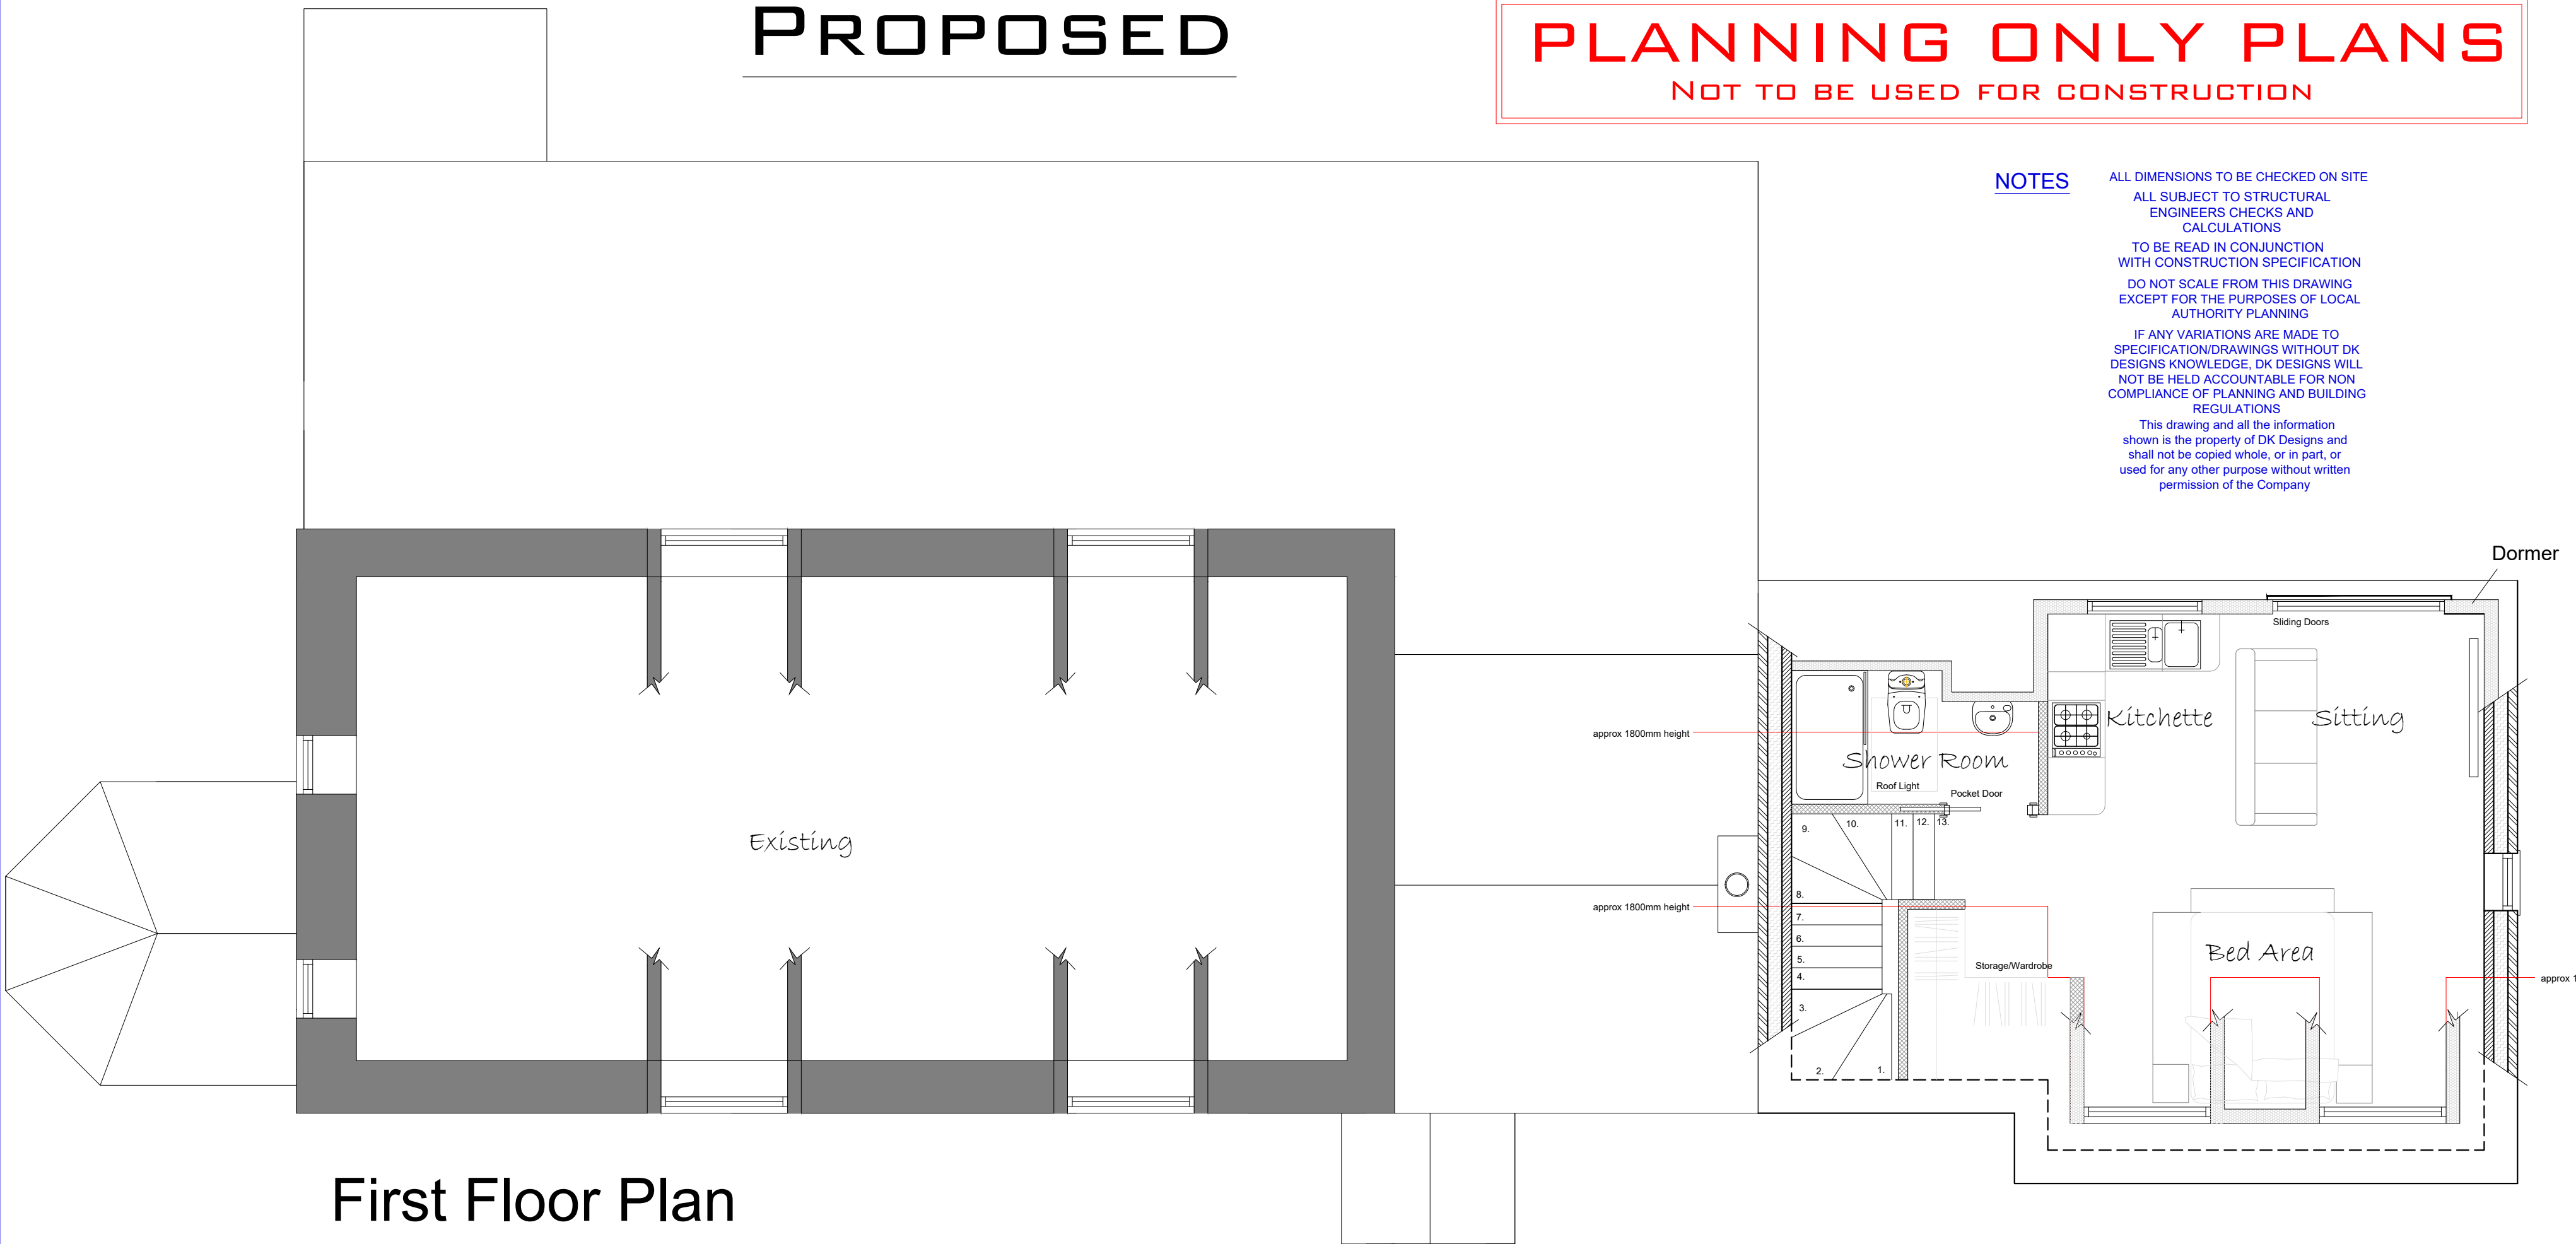 PROPOSED
PLANNING ONLY PLANS
NOT TO BE USED FOR CONSTRUCTION
NOTES
ALL DIMENSIONS TO BE CHECKED ON SITE
ALL SUBJECT TO STRUCTURAL
ENGINEERS CHECKS AND
CALCULATIONS
TO BE READ IN CONJUNCTION
WITH CONSTRUCTION SPECIFICATION
DO NOT SCALE FROM THIS DRAWING
EXCEPT FOR THE PURPOSES OF LOCAL
AUTHORITY PLANNING
IF ANY VARIATIONS ARE MADE TO
SPECIFICATION/DRAWINGS WITHOUT DK
DESIGNS KNOWLEDGE, DK DESIGNS WILL
NOT BE HELD ACCOUNTABLE FOR NON
COMPLIANCE OF PLANNING AND BUILDING
REGULATIONS
This drawing and all the information
shown is the property of DK Designs and
shall not be copied whole, or in part, or
used for any other purpose without written
permission of the Company
Dormer
Sliding Doors
Kitchette
Sitting
approx 1800mm height
Shower Room
Roof Light
Pocket Door
9.
10.
11.
12.
13.
Existing
8.
approx 1800mm height
7.
6.
5.
4.
3.
2.
1.
Storage/Wardrobe
Bed Area
approx 1
First Floor Plan